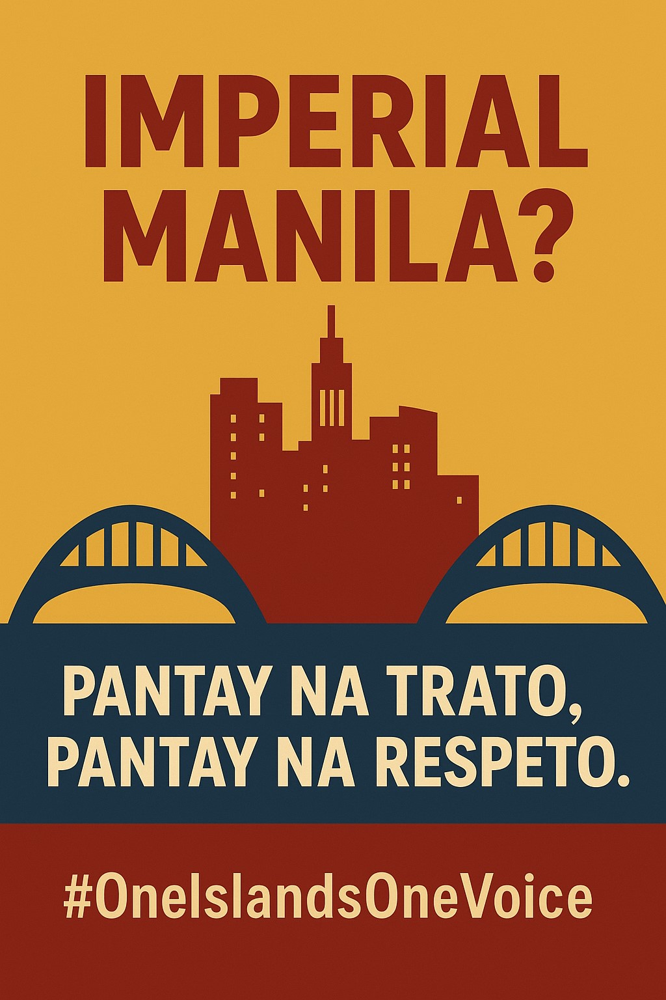 IMPERIAL
MANILA?
PANTAY NA TRATO,
PANTAY NA RESPETO.
#OneIslandsOneVoice